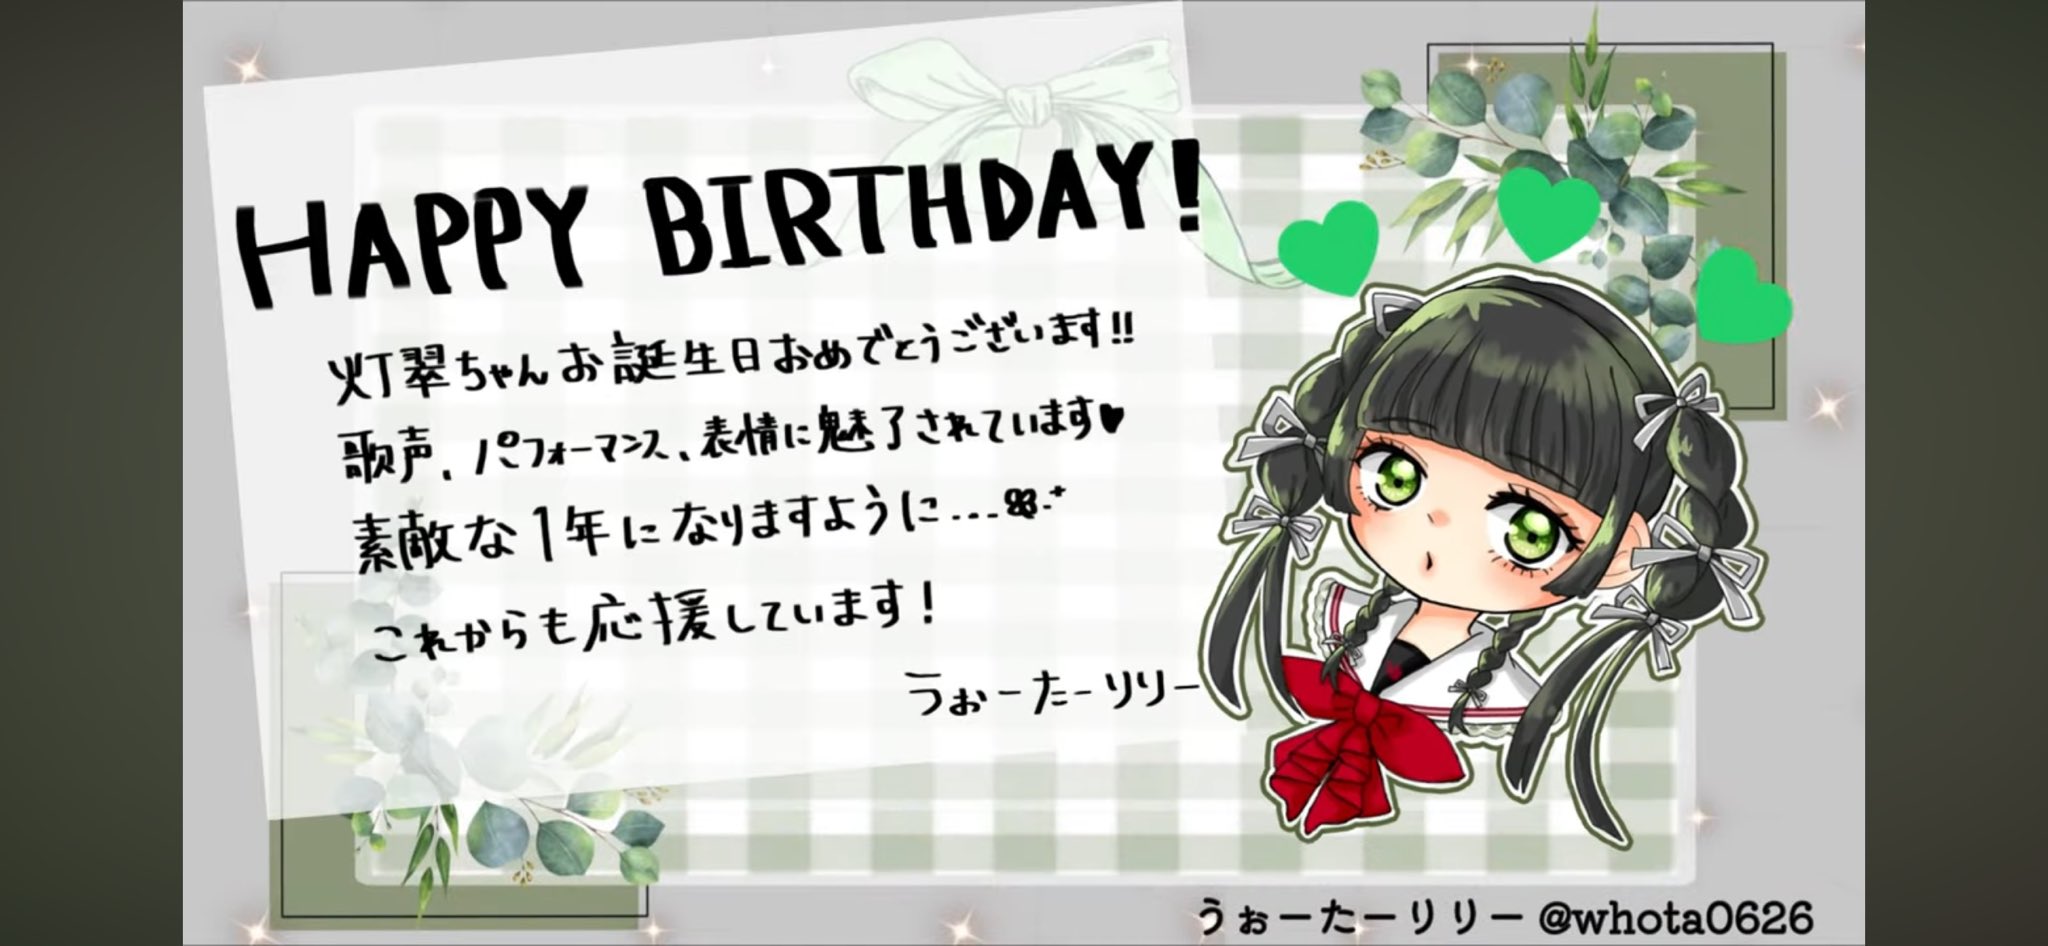 HAPPY BIRTHDAY!
灯翠ちゃんお誕生日おめでとうございます!!
歌声、パフォーマンス、表情に魅了されています♥
素敵な1年になりますように...
これからも応援しています!
うぉーたーリリー
うぉーたーリリー @whota0626